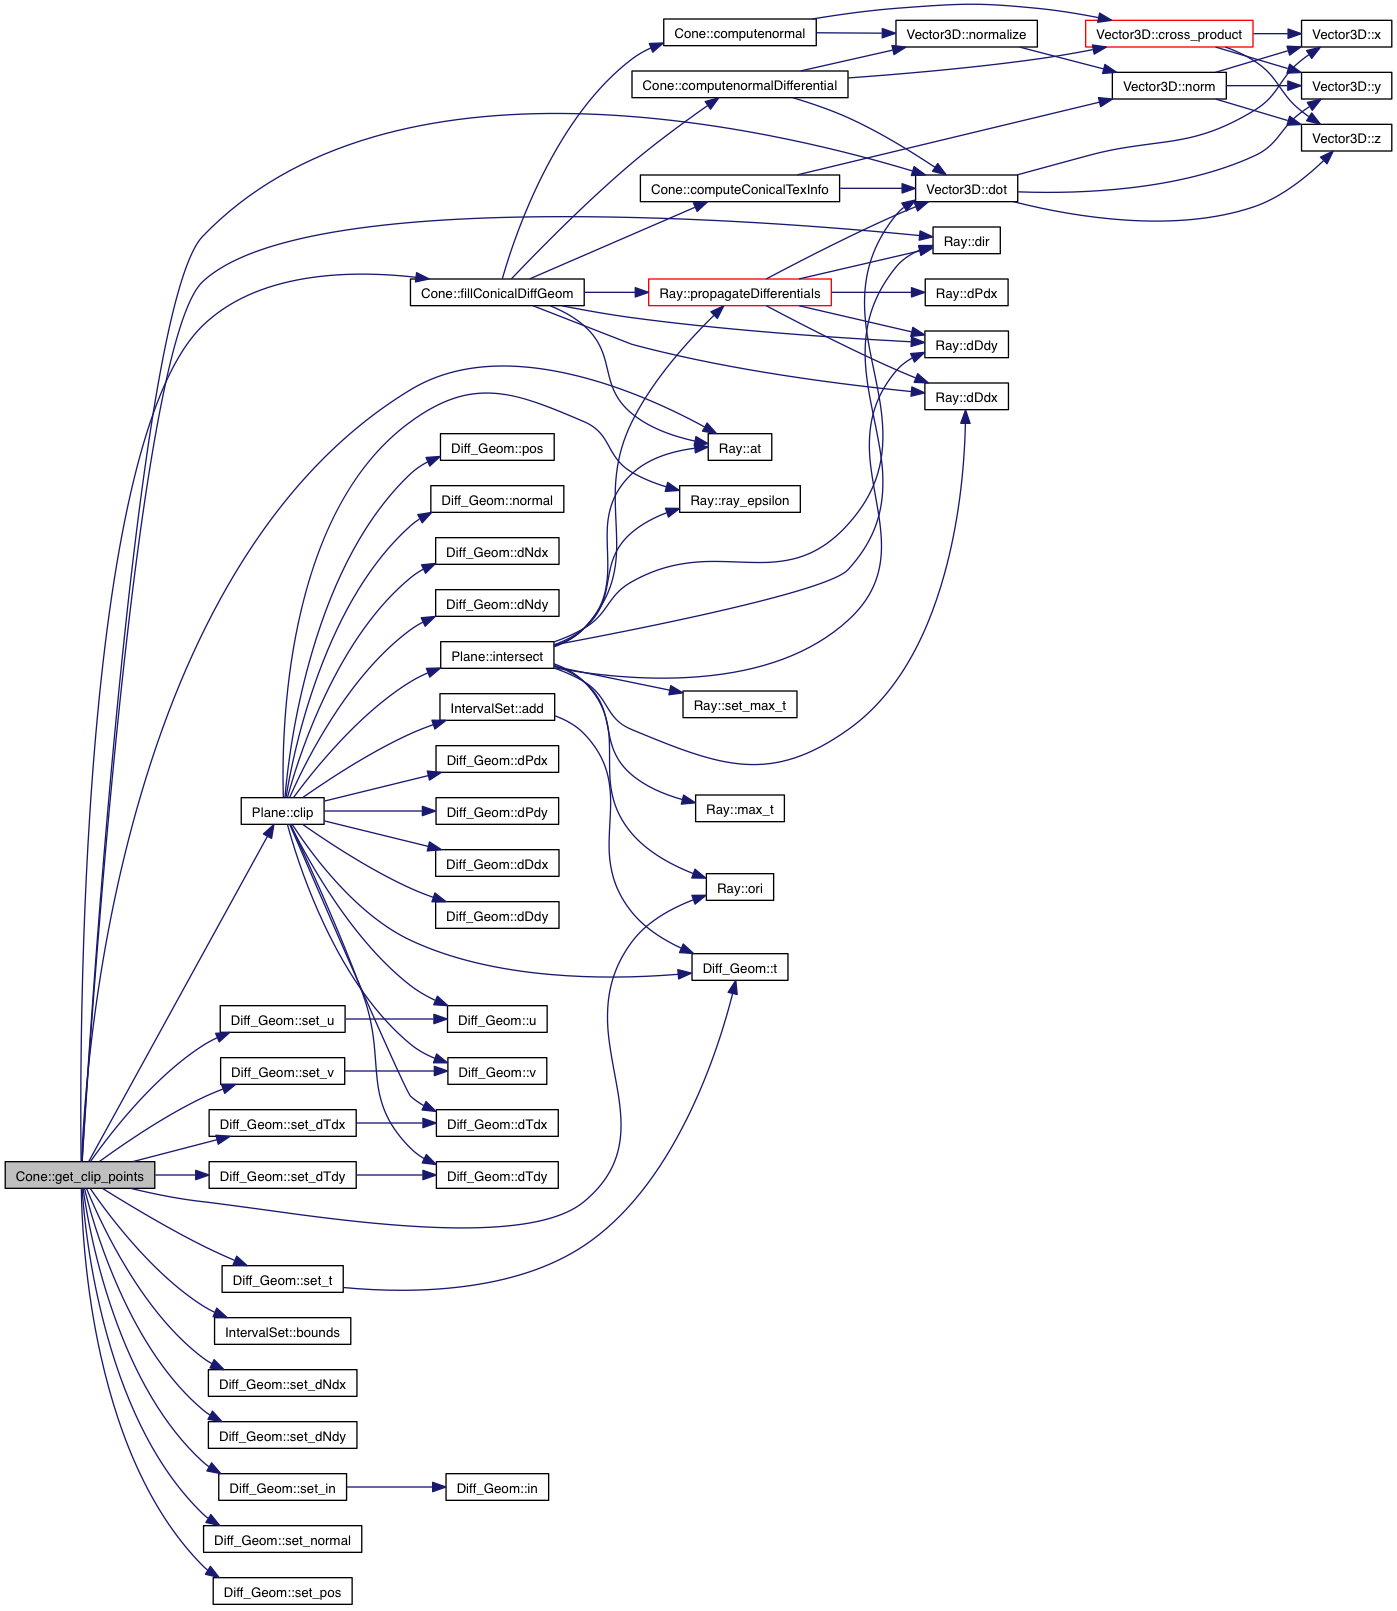 Cone::computenormal
Vector3D::normalize
Vector3D::cross_product
Vector3D::x
Cone::computenormalDifferential
Vector3D::norm
Vector3D::y
Vector3D::z
Cone::computeConicalTexInfo
Vector3D::dot
Ray::dir
Cone::fillConicalDiffGeom
Ray::propagateDifferentials
Ray::dPdx
Ray::dDdy
Ray::dDdx
Diff_Geom::pos
Ray::at
Diff_Geom::normal
Ray::ray_epsilon
Diff_Geom::dNdx
Diff_Geom::dNdy
Plane::intersect
IntervalSet::add
Ray::set_max_t
Diff_Geom::dPdx
Plane::clip
Diff_Geom::dPdy
Ray::max_t
Diff_Geom::dDdx
Ray::ori
Diff_Geom::dDdy
Diff_Geom::t
Diff_Geom::set_u
Diff_Geom::u
Diff_Geom::set_v
Diff_Geom::v
Diff_Geom::set_dTdx
Diff_Geom::dTdx
Cone::get_clip_points
Diff_Geom::set_dTdy
Diff_Geom::dTdy
Diff_Geom::set_t
IntervalSet::bounds
Diff_Geom::set_dNdx
Diff_Geom::set_dNdy
Diff_Geom::set_in
Diff_Geom::in
Diff_Geom::set_normal
Diff_Geom::set_pos